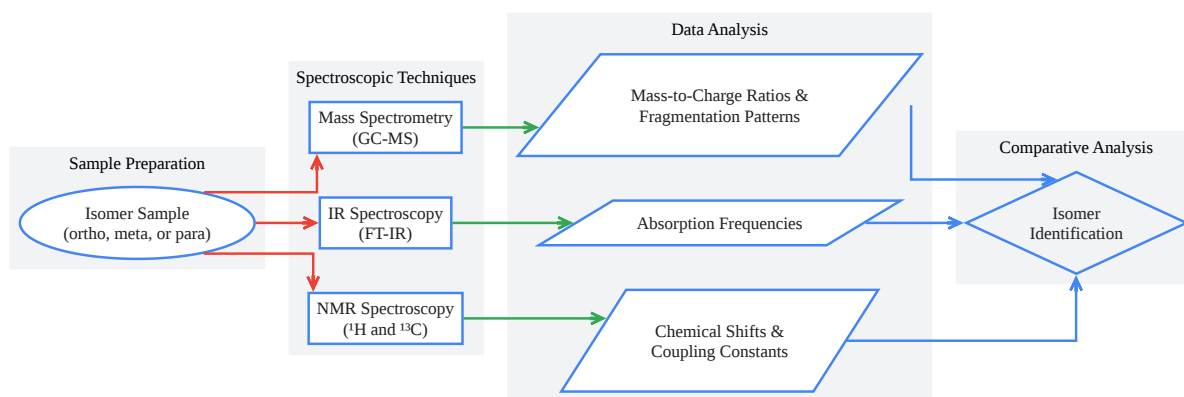 Sample Preparation
Isomer Sample
(ortho, meta, or para)
Spectroscopic Techniques
Mass Spectrometry
(GC-MS)
IR Spectroscopy
(FT-IR)
NMR Spectroscopy
(¹H and ¹³C)
Data Analysis
Mass-to-Charge Ratios &
Fragmentation Patterns
Absorption Frequencies
Chemical Shifts &
Coupling Constants
Comparative Analysis
Isomer
Identification